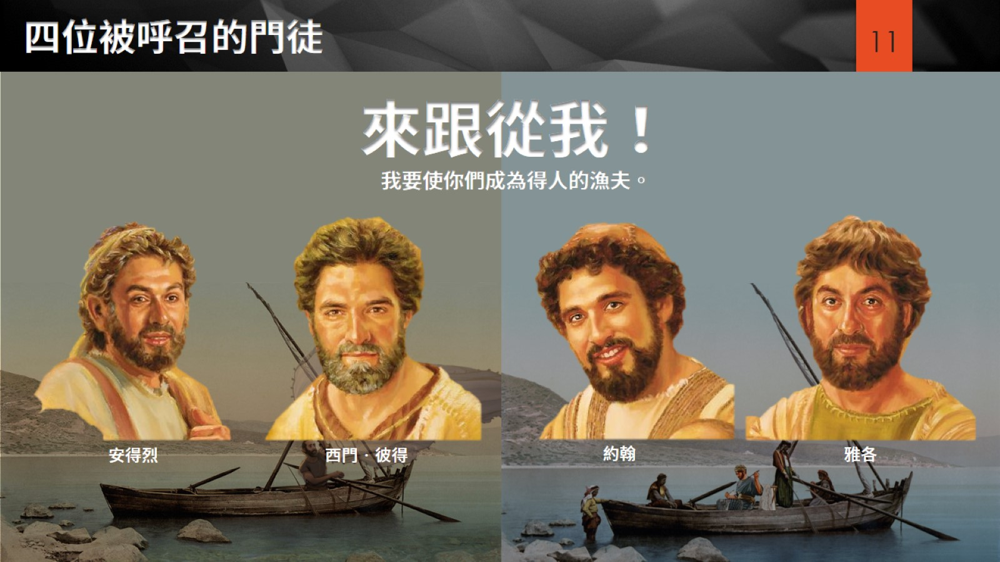 四位被呼召的門徒
11
來跟從我！
我要使你們成為得人的漁夫。
安得烈
西門．彼得
約翰
雅各